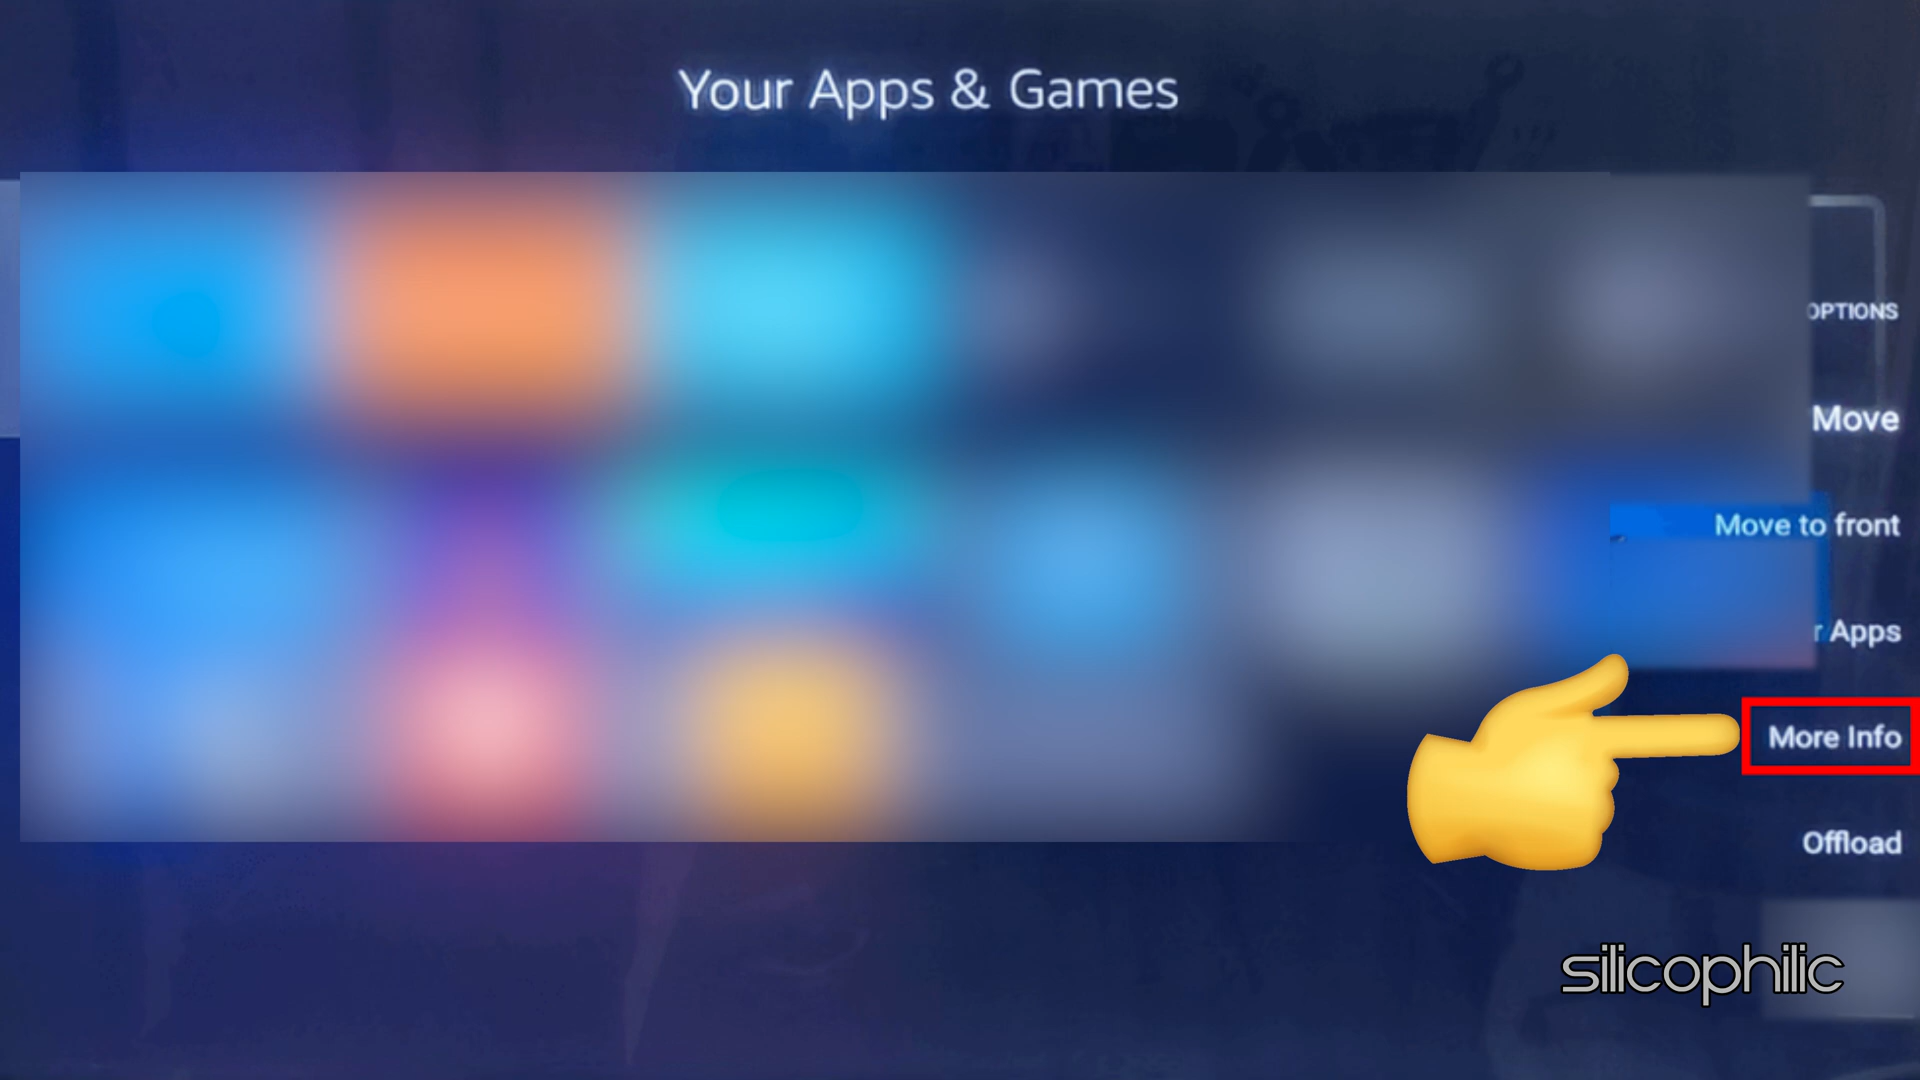 Your Apps & Games
OPTIONS
Move
Move to front
Apps
More Info
Offload
silicophilic